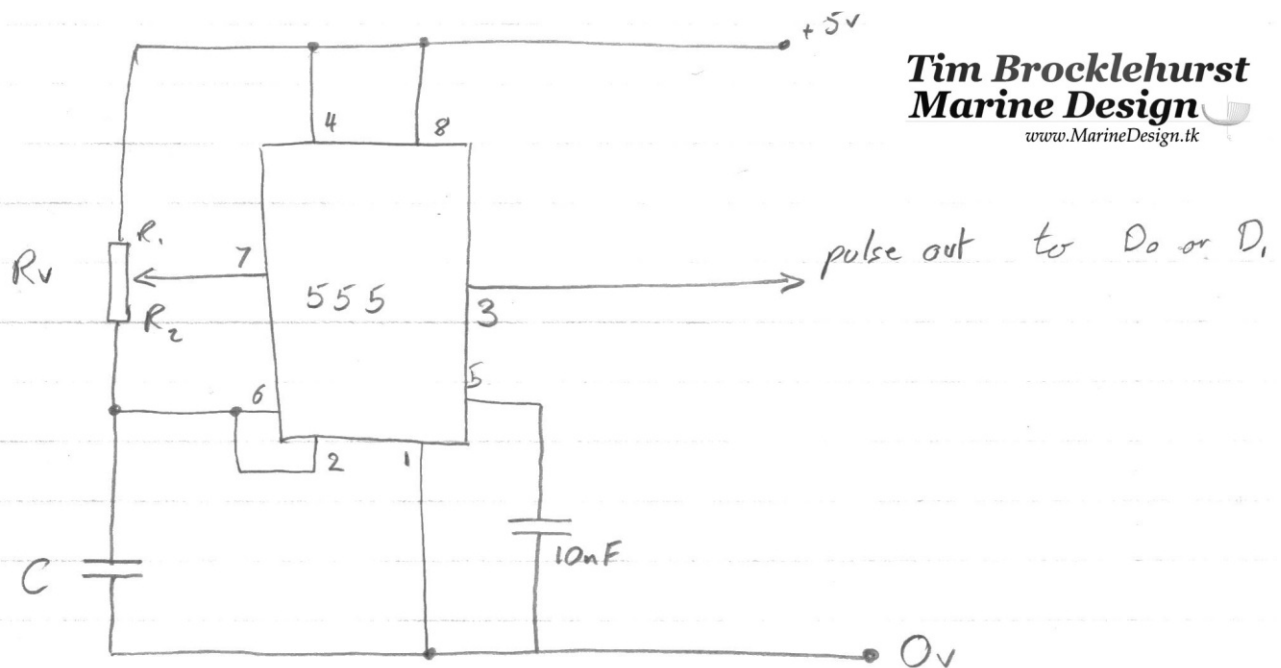 +5v
Tim Brocklehurst
Marine Design
www.MarineDesign.tk
4
8
R1
7
Rv
555
pulse out to D0 or D1
3
R2
5
6
2
1
10nF
C
0v